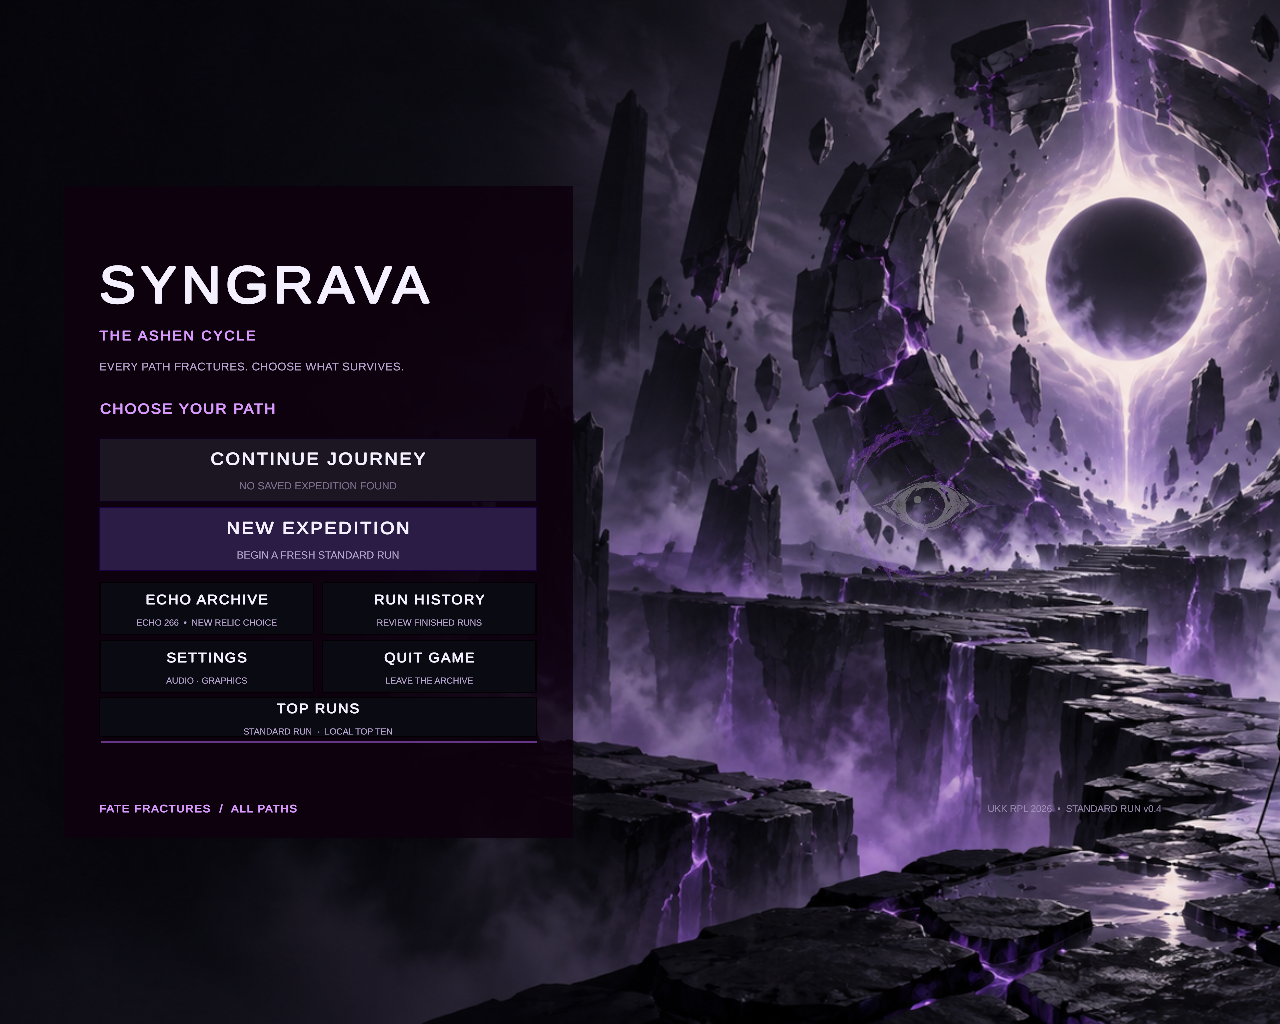 SYNGRAVA
THE ASHEN CYCLE
EVERY PATH FRACTURES. CHOOSE WHAT SURVIVES.
CHOOSE YOUR PATH
CONTINUE JOURNEY
NO SAVED EXPEDITION FOUND
NEW EXPEDITION
BEGIN A FRESH STANDARD RUN
ECHO ARCHIVE
ECHO 266 • NEW RELIC CHOICE
RUN HISTORY
REVIEW FINISHED RUNS
SETTINGS
AUDIO · GRAPHICS
QUIT GAME
LEAVE THE ARCHIVE
TOP RUNS
STANDARD RUN · LOCAL TOP TEN
FATE FRACTURES / ALL PATHS
UKK RPL 2026 • STANDARD RUN v0.4